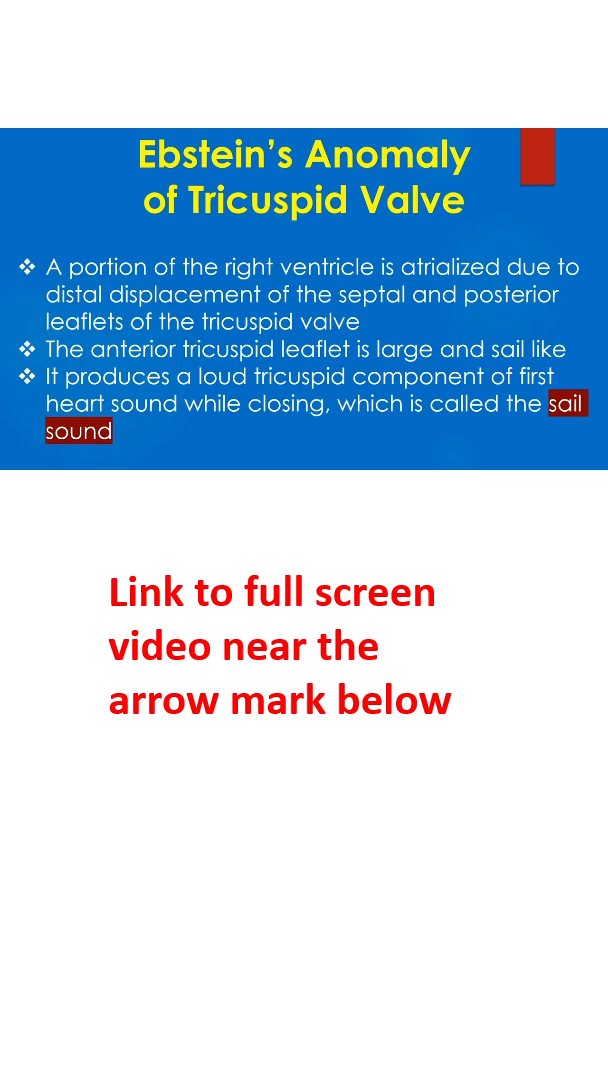 Ebstein's Anomaly
of Tricuspid Valve
❖ A portion of the right ventricle is atrialized due to
distal displacement of the septal and posterior
leaflets of the tricuspid valve
❖ The anterior tricuspid leaflet is large and sail like
❖ It produces a loud tricuspid component of first
heart sound while closing, which is called the sail
sound
Link to full screen
video near the
arrow mark below